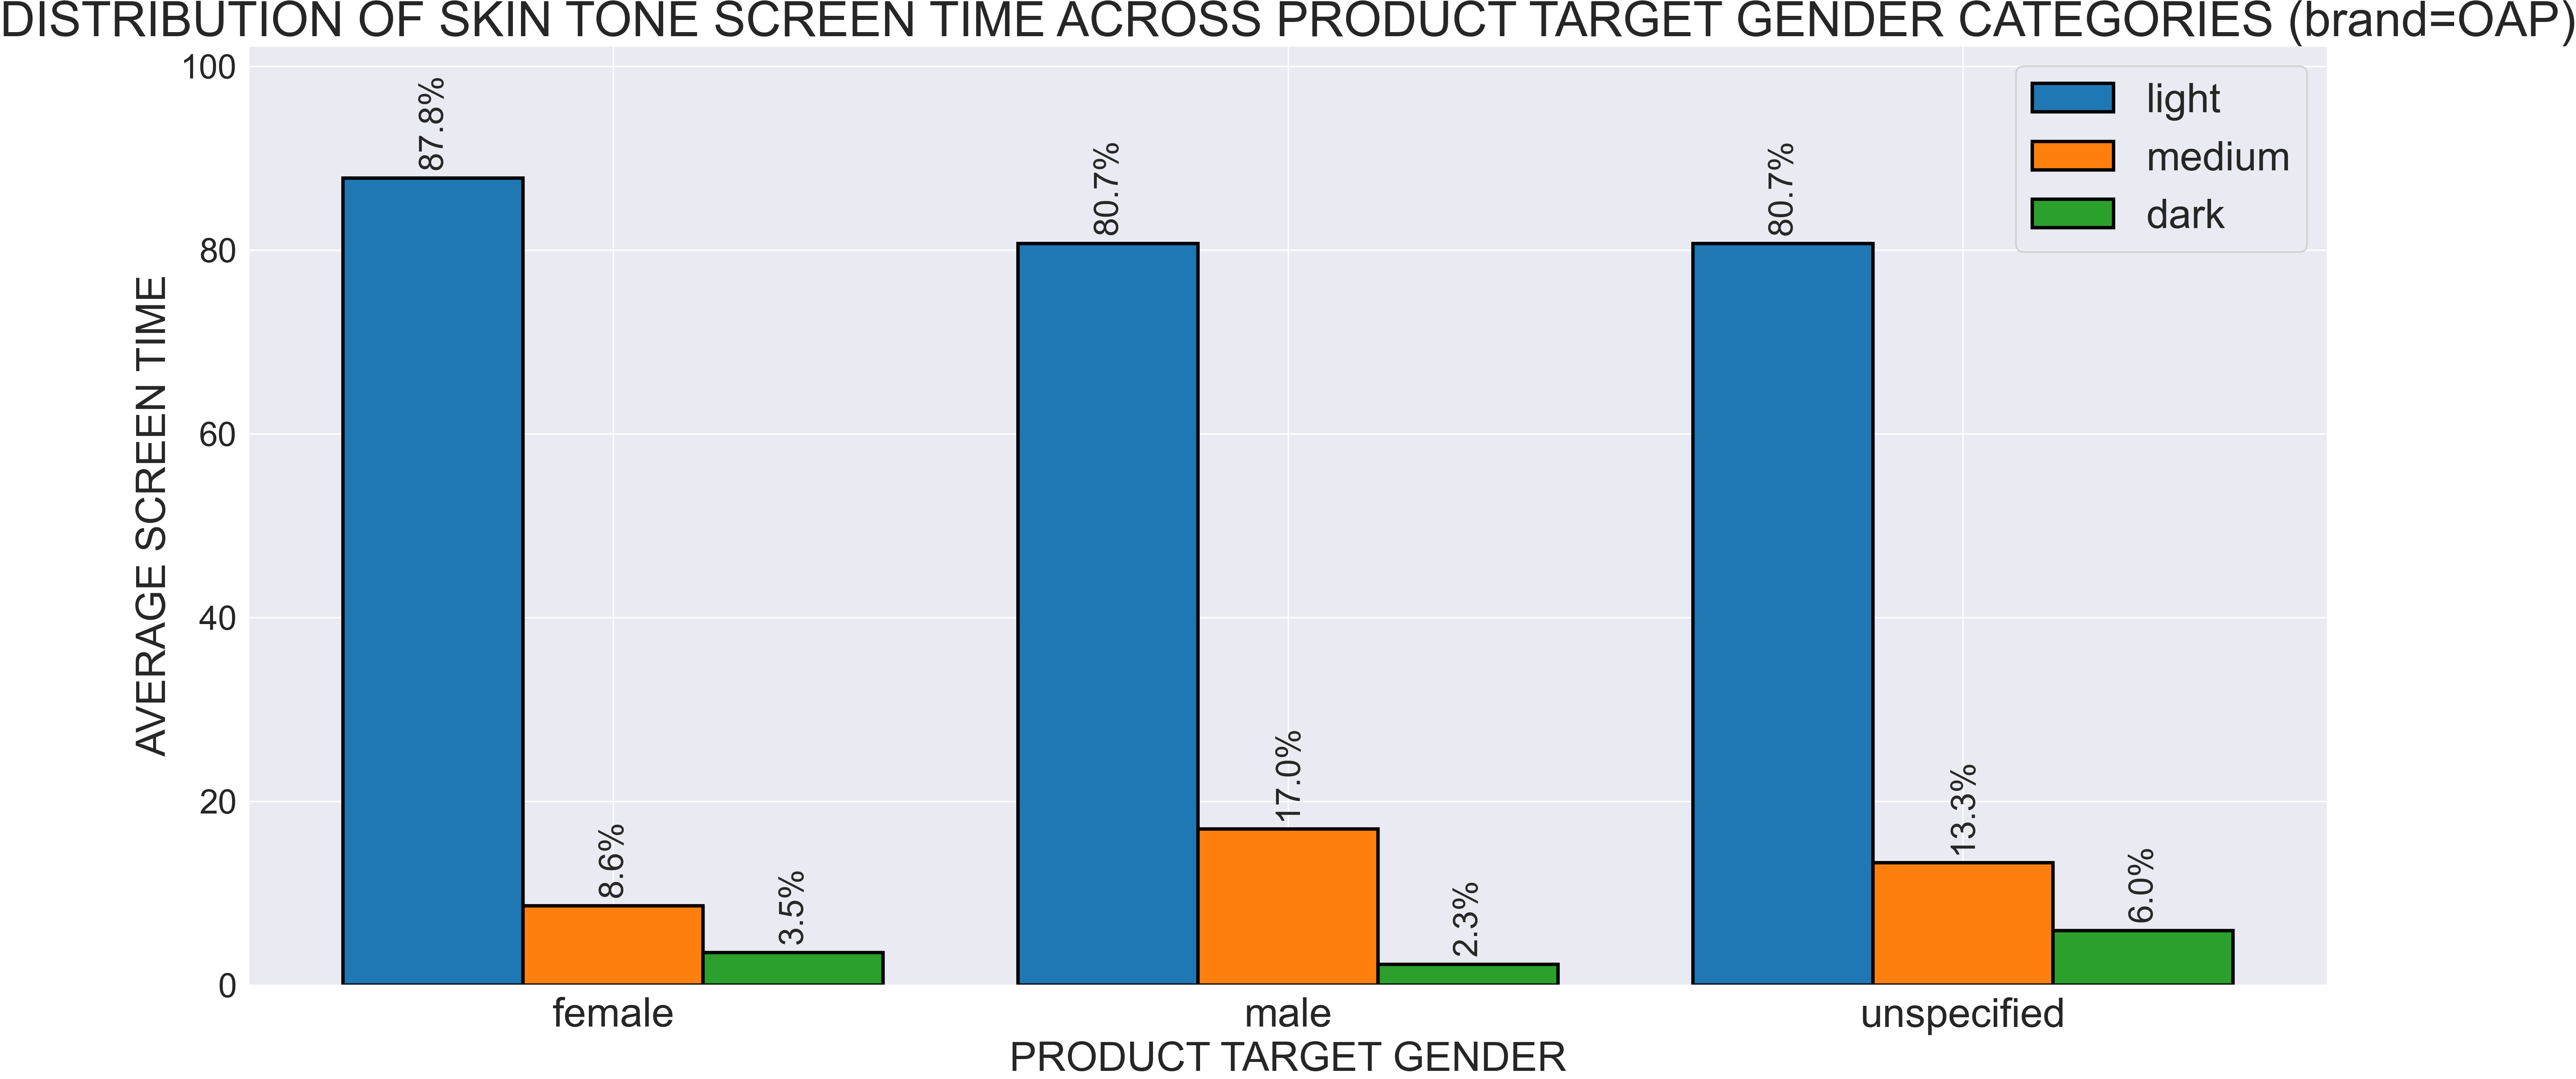 DISTRIBUTION OF SKIN TONE SCREEN TIME ACROSS PRODUCT TARGET GENDER CATEGORIES (brand=OAP)
100
80
60
40
20
0
AVERAGE SCREEN TIME
87.8%
8.6%
3.5%
80.7%
17.0%
2.3%
80.7%
13.3%
6.0%
light
medium
dark
female
male
unspecified
PRODUCT TARGET GENDER